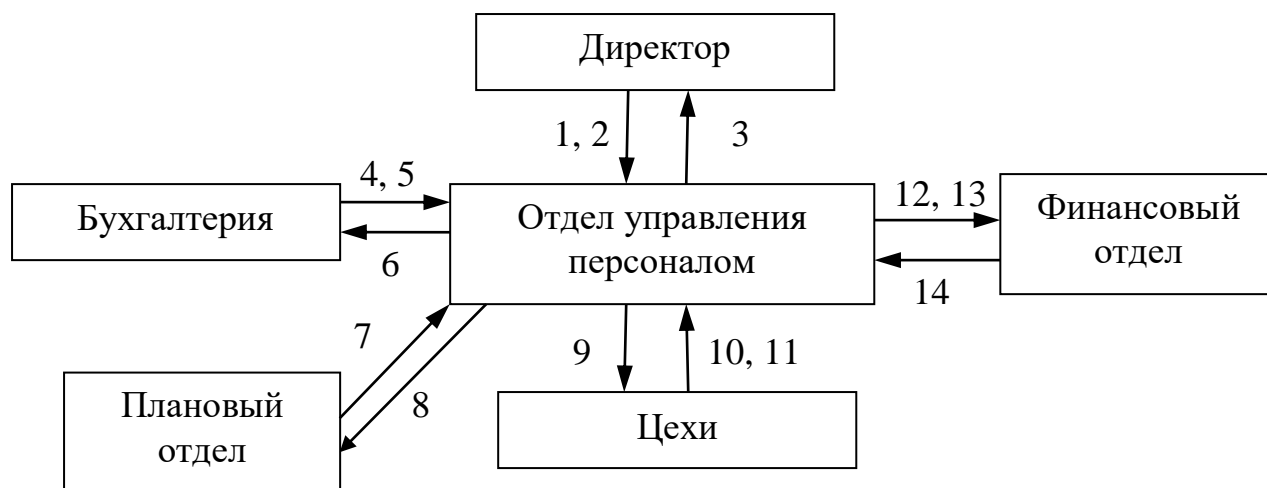 Директор
1, 2
3
4, 5
12, 13
Бухгалтерия
Отдел управления
персоналом
Финансовый
отдел
6
14
7
9
10, 11
8
Плановый
отдел
Цехи